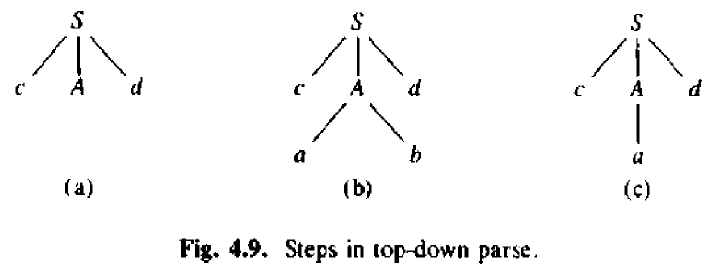 S S S
c A d c A d c A d
a b a
(a) (b) (c)
Fig. 4.9. Steps in top-down parse.